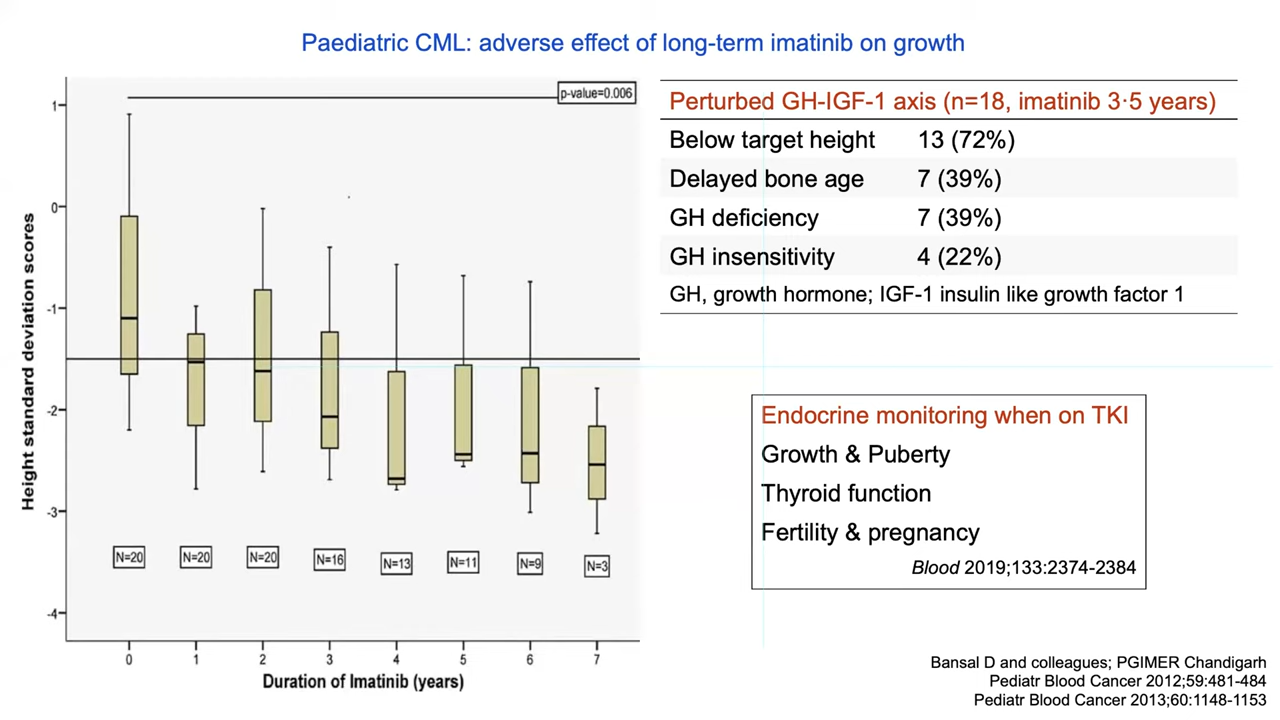 Paediatric CML: adverse effect of long-term imatinib on growth
p-value=0.006
1
0
-1
-2
-3
-4
Height standard deviation scores
N=20
N=20
N=20
N=16
N=13
N=11
N=9
N=3
0 1 2 3 4 5 6 7
Duration of Imatinib (years)
Perturbed GH-IGF-1 axis (n=18, imatinib 3·5 years)
Below target height 13 (72%)
Delayed bone age 7 (39%)
GH deficiency 7 (39%)
GH insensitivity 4 (22%)
GH, growth hormone; IGF-1 insulin like growth factor 1
Endocrine monitoring when on TKI
Growth & Puberty
Thyroid function
Fertility & pregnancy
Blood 2019;133:2374-2384
Bansal D and colleagues; PGIMER Chandigarh
Pediatr Blood Cancer 2012;59:481-484
Pediatr Blood Cancer 2013;60:1148-1153